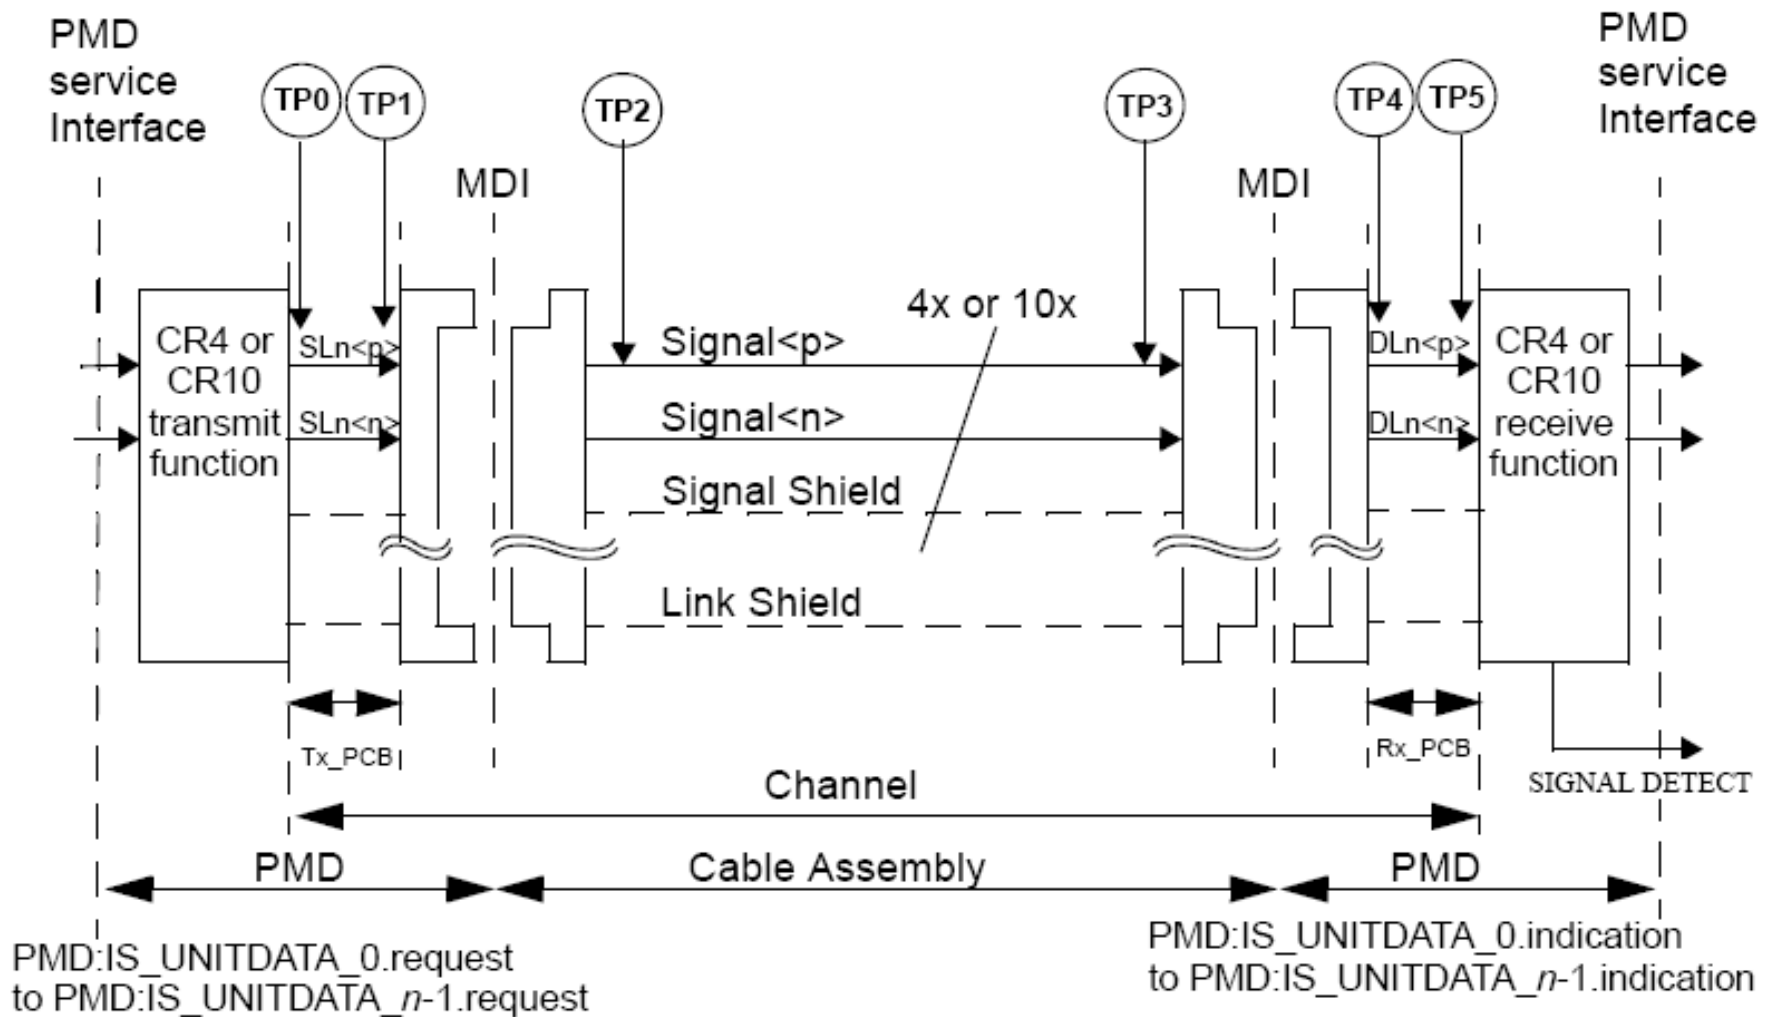 PMD
service
Interface
PMD
service
Interface
TP0
TP1
TP2
TP3
TP4
TP5
MDI
MDI
4x or 10x
CR4 or
CR10
transmit
function
SLn<p>
SLn<n>
Signal<p>
Signal<n>
Signal Shield
Link Shield
DLn<p>
DLn<n>
CR4 or
CR10
receive
function
Tx_PCB
Rx_PCB
SIGNAL DETECT
Channel
PMD
Cable Assembly
PMD
PMD:IS_UNITDATA_0.request
to PMD:IS_UNITDATA_n-1.request
PMD:IS_UNITDATA_0.indication
to PMD:IS_UNITDATA_n-1.indication